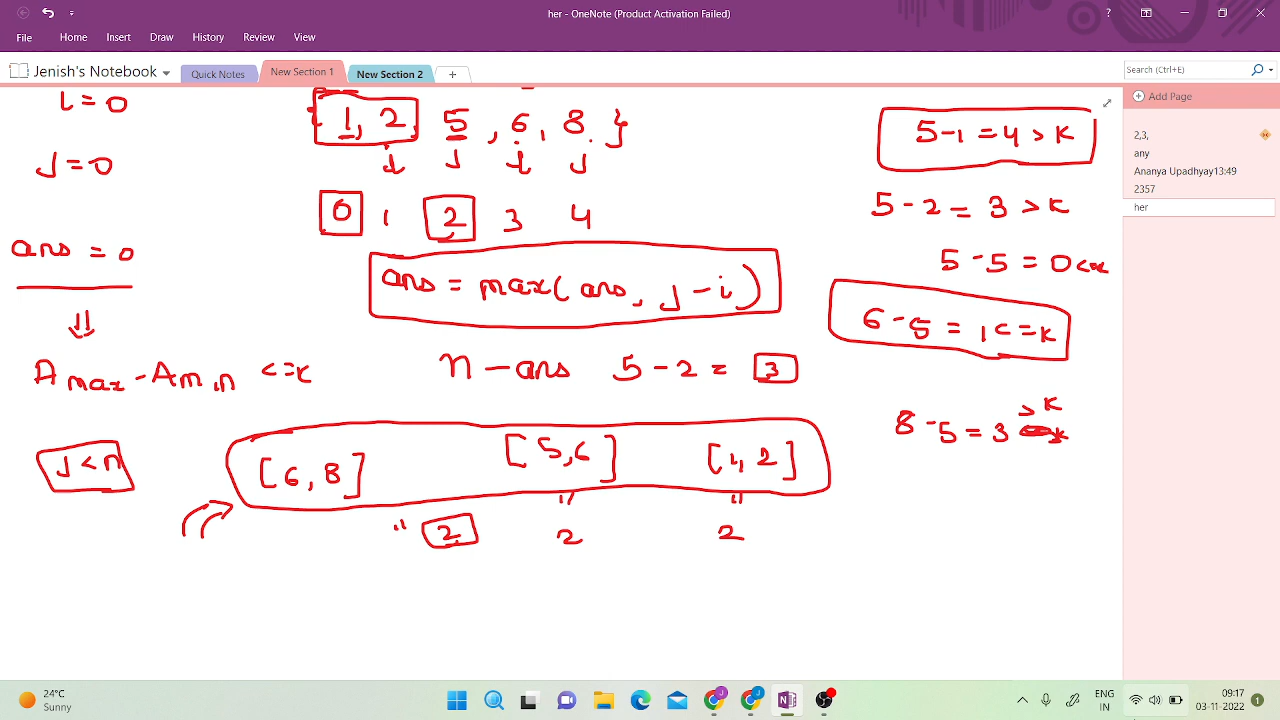 her - OneNote (Product Activation Failed)
File Home Insert Draw History Review View
Jenish's Notebook Quick Notes New Section 1 New Section 2
Search (Ctrl+E)
Add Page
2,3,
any
Ananya Upadhyay13:49
2357
her
i = 0
j = 0
ans = 0
Amax - Amin <= K
j < n
1, 2 5 , 6, 8 }
j j j
0 1 2 3 4
ans = max( ans, j - i )
n - ans 5 - 2 = 3
[ 6, 8 ] [ 5, 6 ] [ 1, 2 ]
2 2 2
5 - 1 = 4 > K
5 - 2 = 3 > K
5 - 5 = 0 <= K
6 - 5 = 1 <= K
8 - 5 = 3 > K
24°C
Sunny
ENG
IN
09:17
03-11-2022